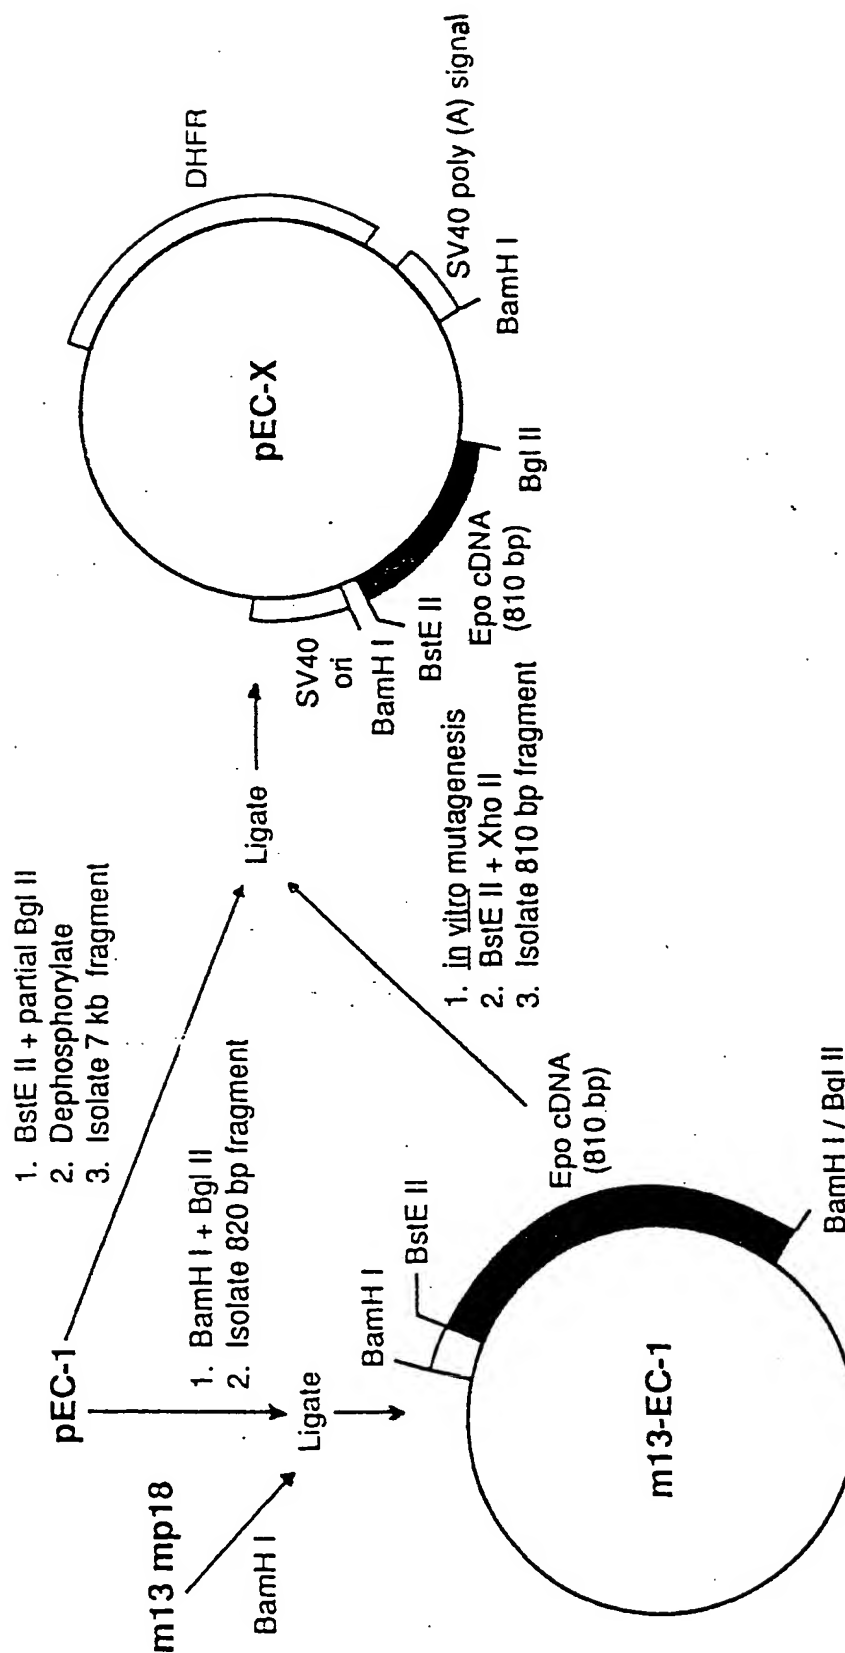 m13 mp18
BamH I
pEC-1
1. BamH I + Bgl II
2. Isolate 820 bp fragment
Ligate
1. BstE II + partial Bgl II
2. Dephosphorylate
3. Isolate 7 kb fragment
m13-EC-1
BamH I
BstE II
Epo cDNA
(810 bp)
BamH I / Bgl II
1. in vitro mutagenesis
2. BstE II + Xho II
3. Isolate 810 bp fragment
Ligate
pEC-X
SV40
ori
BamH I
BstE II
Epo cDNA
(810 bp)
Bgl II
BamH I
SV40 poly (A) signal
DHFR